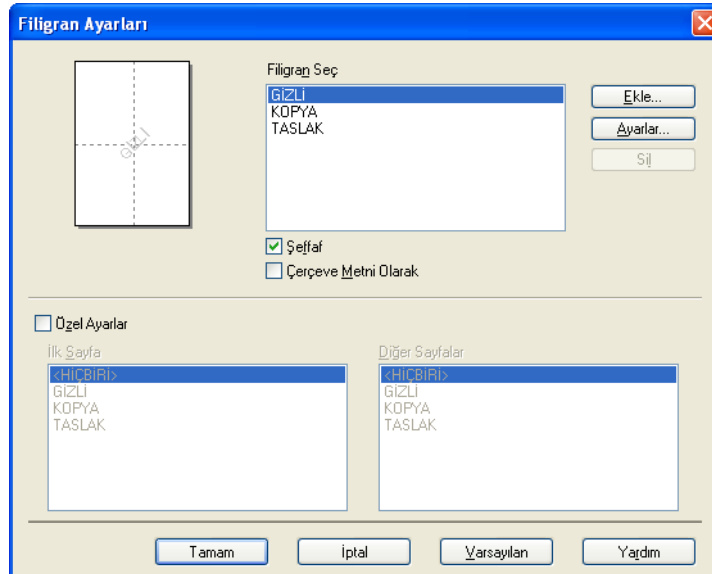 Filigran Ayarları
Filigran Seç
GİZLİ
KOPYA
TASLAK
Ekle...
Ayarlar...
Sil
GİZLİ
Şeffaf
Çerçeve Metni Olarak
Özel Ayarlar
İlk Sayfa
<HİÇBİRİ>
GİZLİ
KOPYA
TASLAK
Diğer Sayfalar
<HİÇBİRİ>
GİZLİ
KOPYA
TASLAK
Tamam
İptal
Varsayılan
Yardım